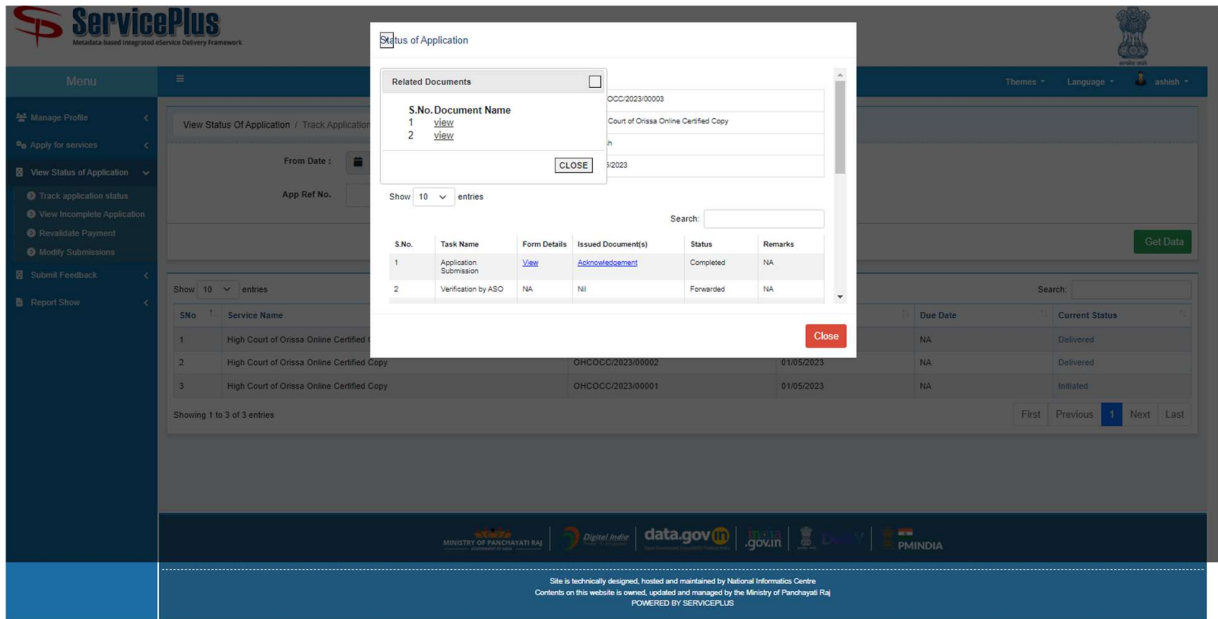 ServicePlus
Metadata-based Integrated eService Delivery Framework
Menu
Themes
Language
ashish
Manage Profile
Apply for services
View Status of Application
Track application status
View Incomplete Application
Revalidate Payment
Modify Submissions
Submit Feedback
Report Show
View Status Of Application / Track Application
From Date :
App Ref No.
Get Data
Status of Application
Related Documents
S.No. Document Name
1 view
2 view
CLOSE
OCC/2023/00003
Court of Orissa Online Certified Copy
/2023
Show 10 entries
Search:
S.No. Task Name Form Details Issued Document(s) Status Remarks
1 Application Submission View Acknowledgement Completed NA
2 Verification by ASO NA Nil Forwarded NA
Close
Show 10 entries
Search:
SNo Service Name Due Date Current Status
1 High Court of Orissa Online Certified NA Delivered
2 High Court of Orissa Online Certified Copy OHCOCC/2023/00002 01/05/2023 NA Delivered
3 High Court of Orissa Online Certified Copy OHCOCC/2023/00001 01/05/2023 NA Initiated
Showing 1 to 3 of 3 entries
First Previous 1 Next Last
MINISTRY OF PANCHAYATI RAJ
Digital India
data.gov in
india.gov.in
PMINDIA
Site is technically designed, hosted and maintained by National Informatics Centre
Contents on this website is owned, updated and managed by the Ministry of Panchayati Raj
POWERED BY SERVICEPLUS